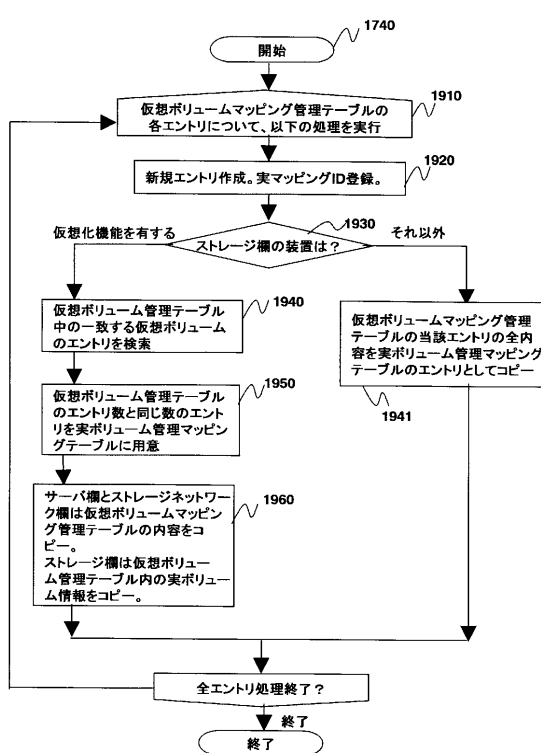 1740
開始
仮想ボリュームマッピング管理テーブルの
各エントリについて、以下の処理を実行
1910
新規エントリ作成。実マッピングID登録。
1920
仮想化機能を有する
1930
それ以外
ストレージ欄の装置は？
仮想ボリューム管理テーブル
中の一致する仮想ボリューム
のエントリを検索
1940
仮想ボリュームマッピング管理
テーブルの当該エントリの全内
容を実ボリューム管理マッピング
テーブルのエントリとしてコピー
1941
仮想ボリューム管理テーブル
のエントリ数と同じ数のエント
リを実ボリューム管理マッピン
グテーブルに用意
1950
サーバ欄とストレージネットワー
ク欄は仮想ボリュームマッピン
グ管理テーブルの内容をコ
ピー。
ストレージ欄は仮想ボリュー
ム管理テーブル内の実ボリュー
ム情報をコピー。
1960
全エントリ処理終了？
終了
終了